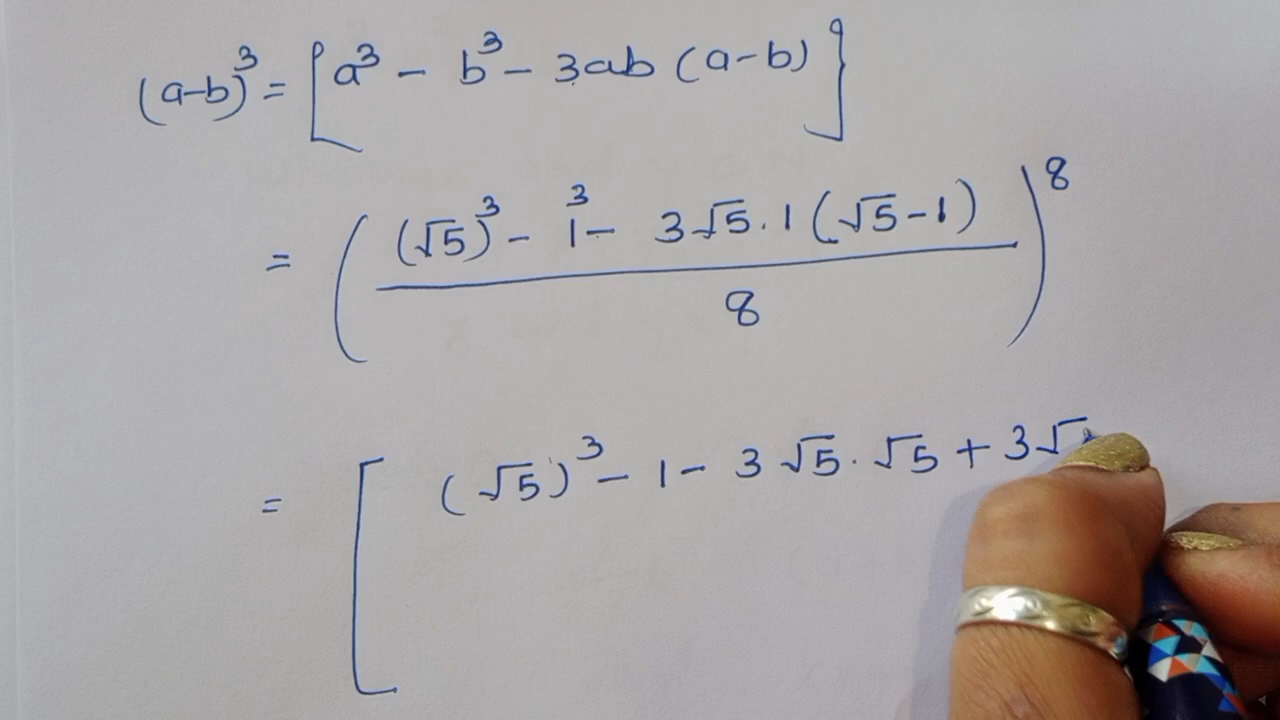 (a-b)³ = [a³ - b³ - 3ab (a-b)]
= ( (√5)³ - 1³ - 3√5 . 1 (√5-1) / 8 )⁸
= [ (√5)³ - 1 - 3 √5 . √5 + 3√